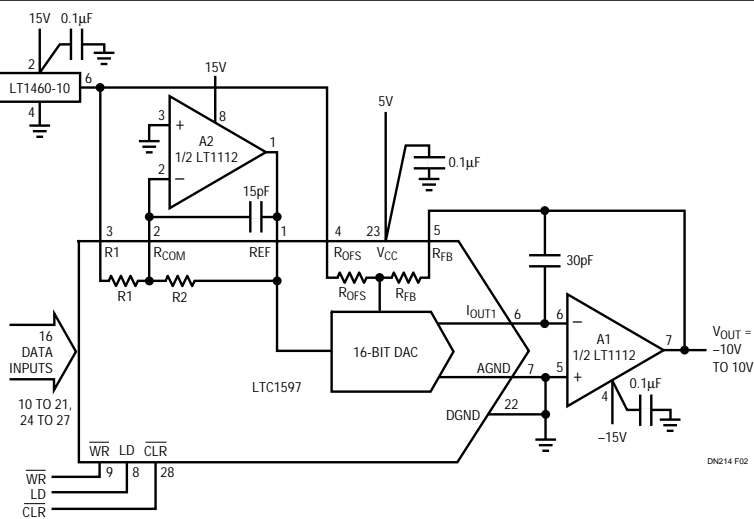 15V 0.1µF
2
LT1460-10
6
4
15V
3
+
A2
1/2 LT1112
8
1
2
–
15pF
5V
0.1µF
3 2 1 4 23 5
R1 RCOM REF ROFS VCC RFB
R1 R2
ROFS RFB
30pF
16-BIT DAC
IOUT1 6 6
–
A1
1/2 LT1112
7
VOUT =
–10V
TO 10V
AGND 7 5
+
4
0.1µF
–15V
DGND 22
LTC1597
16
DATA
INPUTS
10 TO 21,
24 TO 27
WR LD CLR
9 8 28
WR
LD
CLR
DN214 F02